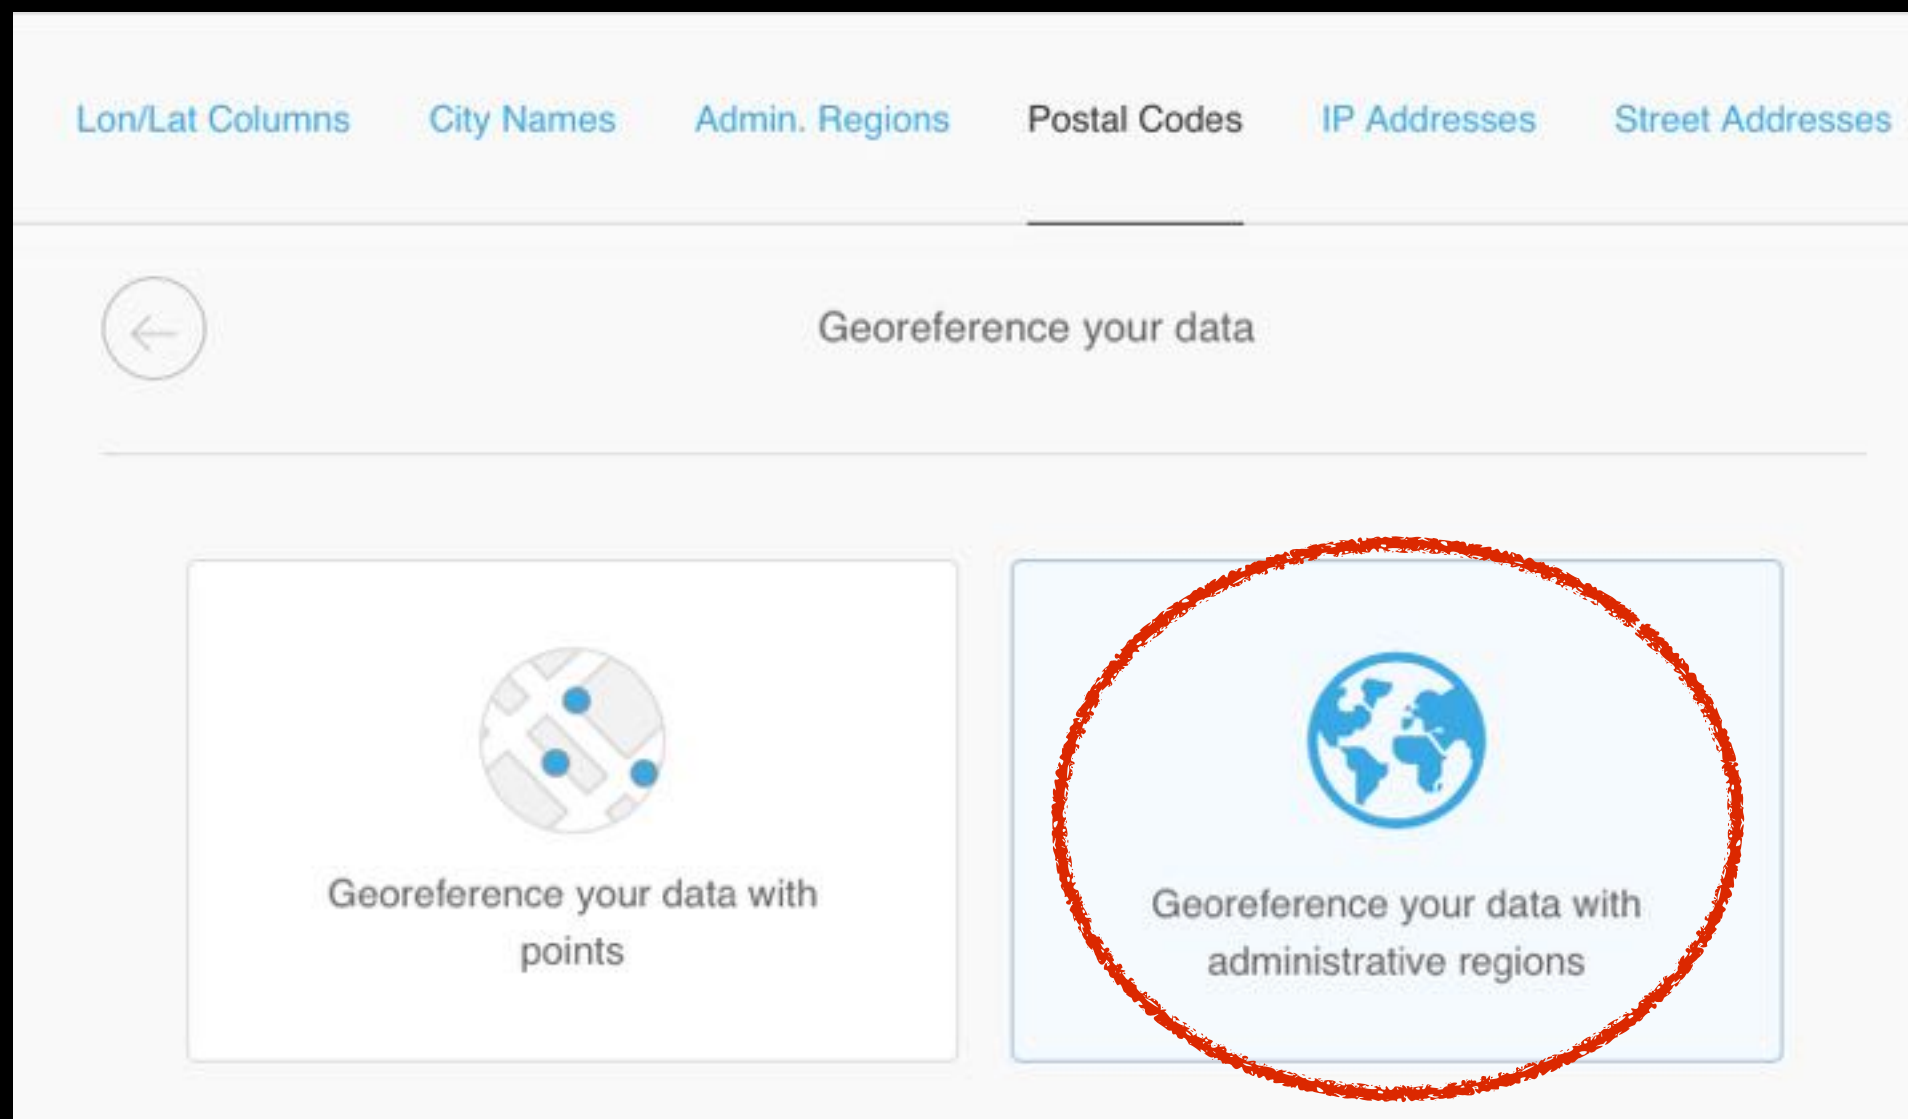 Lon/Lat Columns City Names Admin. Regions Postal Codes IP Addresses Street Addresses
Georeference your data
Georeference your data with
points
Georeference your data with
administrative regions